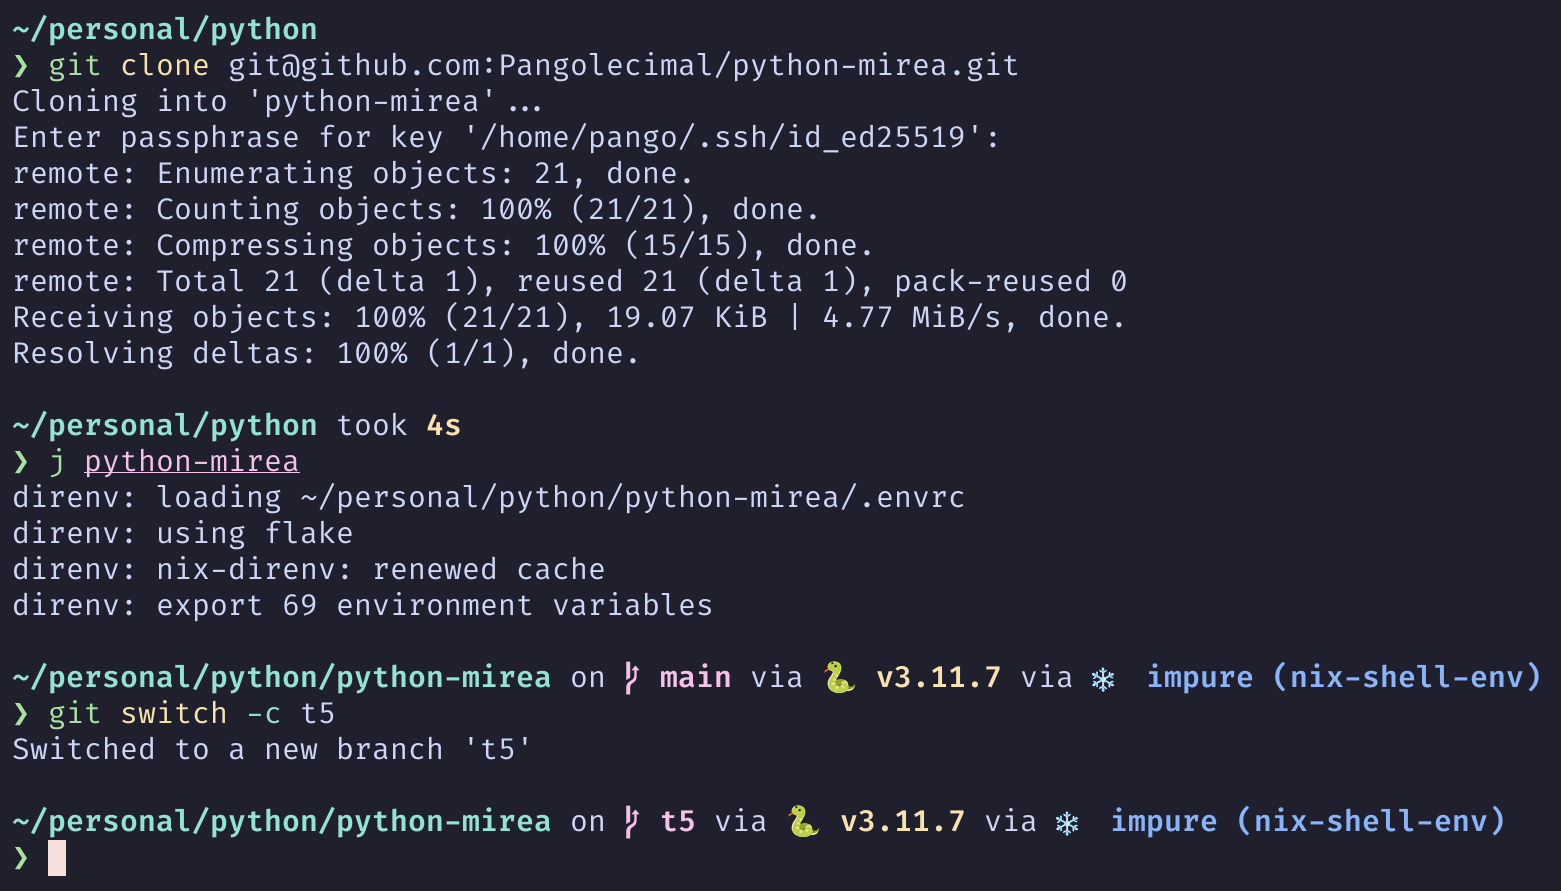 ~/personal/python
❯ git clone git@github.com:Pangolecimal/python-mirea.git
Cloning into 'python-mirea'...
Enter passphrase for key '/home/pango/.ssh/id_ed25519':
remote: Enumerating objects: 21, done.
remote: Counting objects: 100% (21/21), done.
remote: Compressing objects: 100% (15/15), done.
remote: Total 21 (delta 1), reused 21 (delta 1), pack-reused 0
Receiving objects: 100% (21/21), 19.07 KiB | 4.77 MiB/s, done.
Resolving deltas: 100% (1/1), done.
~/personal/python took 4s
❯ j python-mirea
direnv: loading ~/personal/python/python-mirea/.envrc
direnv: using flake
direnv: nix-direnv: renewed cache
direnv: export 69 environment variables
~/personal/python/python-mirea on main via 🐍 v3.11.7 via ❄ impure (nix-shell-env)
❯ git switch -c t5
Switched to a new branch 't5'
~/personal/python/python-mirea on t5 via 🐍 v3.11.7 via ❄ impure (nix-shell-env)
❯